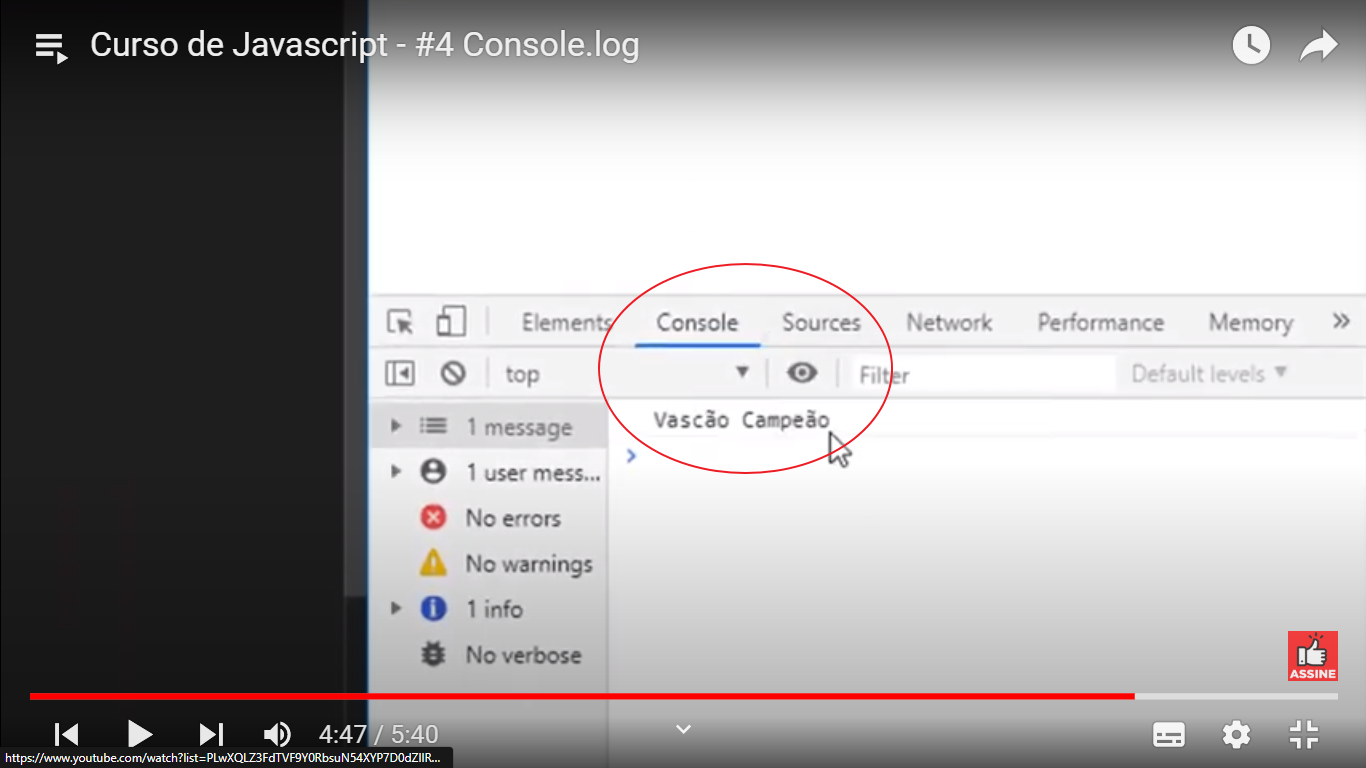 Curso de Javascript - #4 Console.log
Elements Console Sources Network Performance Memory »
top Filter Default levels
1 message
Vascão Campeão
1 user mess...
No errors
No warnings
1 info
No verbose
ASSINE
4:47 / 5:40
https://www.youtube.com/watch?list=PLwXQLZ3FdTVF9Y0RbsuN54XYP7D0dZIIR...